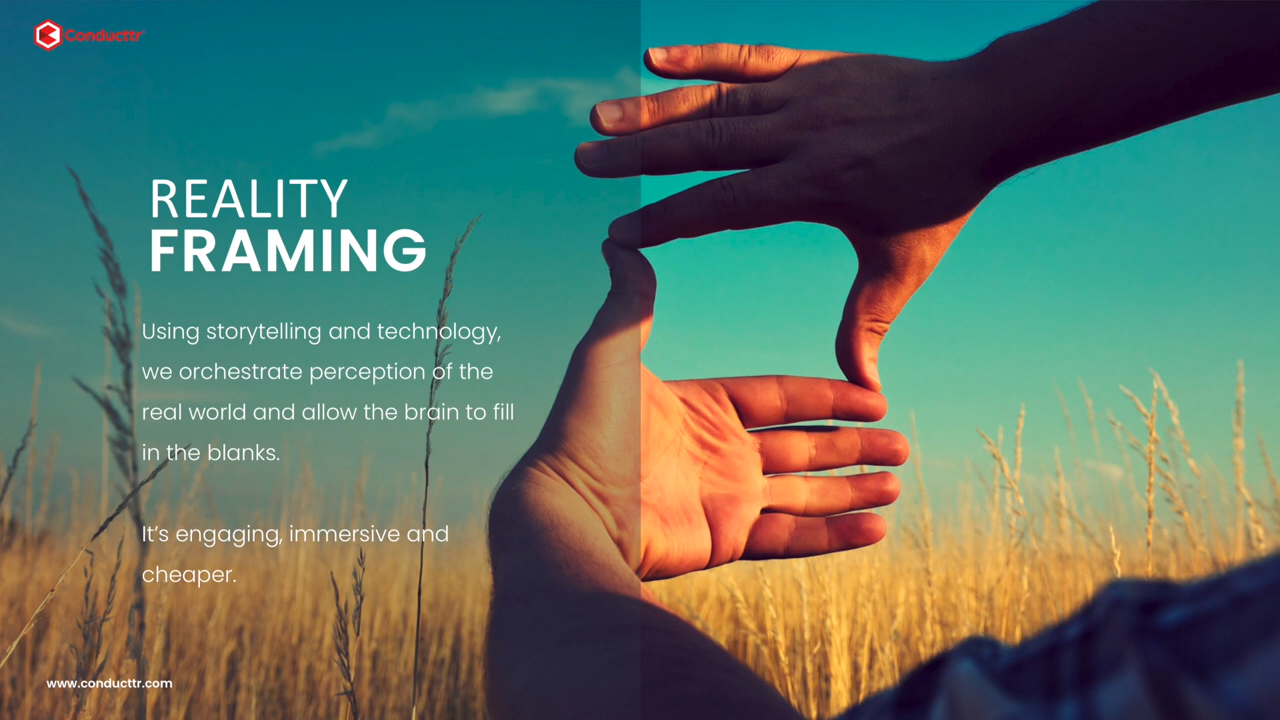 Conducttr
REALITY
FRAMING
Using storytelling and technology,
we orchestrate perception of the
real world and allow the brain to fill
in the blanks.
It’s engaging, immersive and
cheaper.
www.conducttr.com